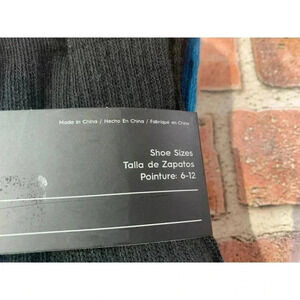 Made in China / Hecho En China / Fabriqué en Chine
Shoe Sizes
Talla de Zapatos
Pointure: 6-12